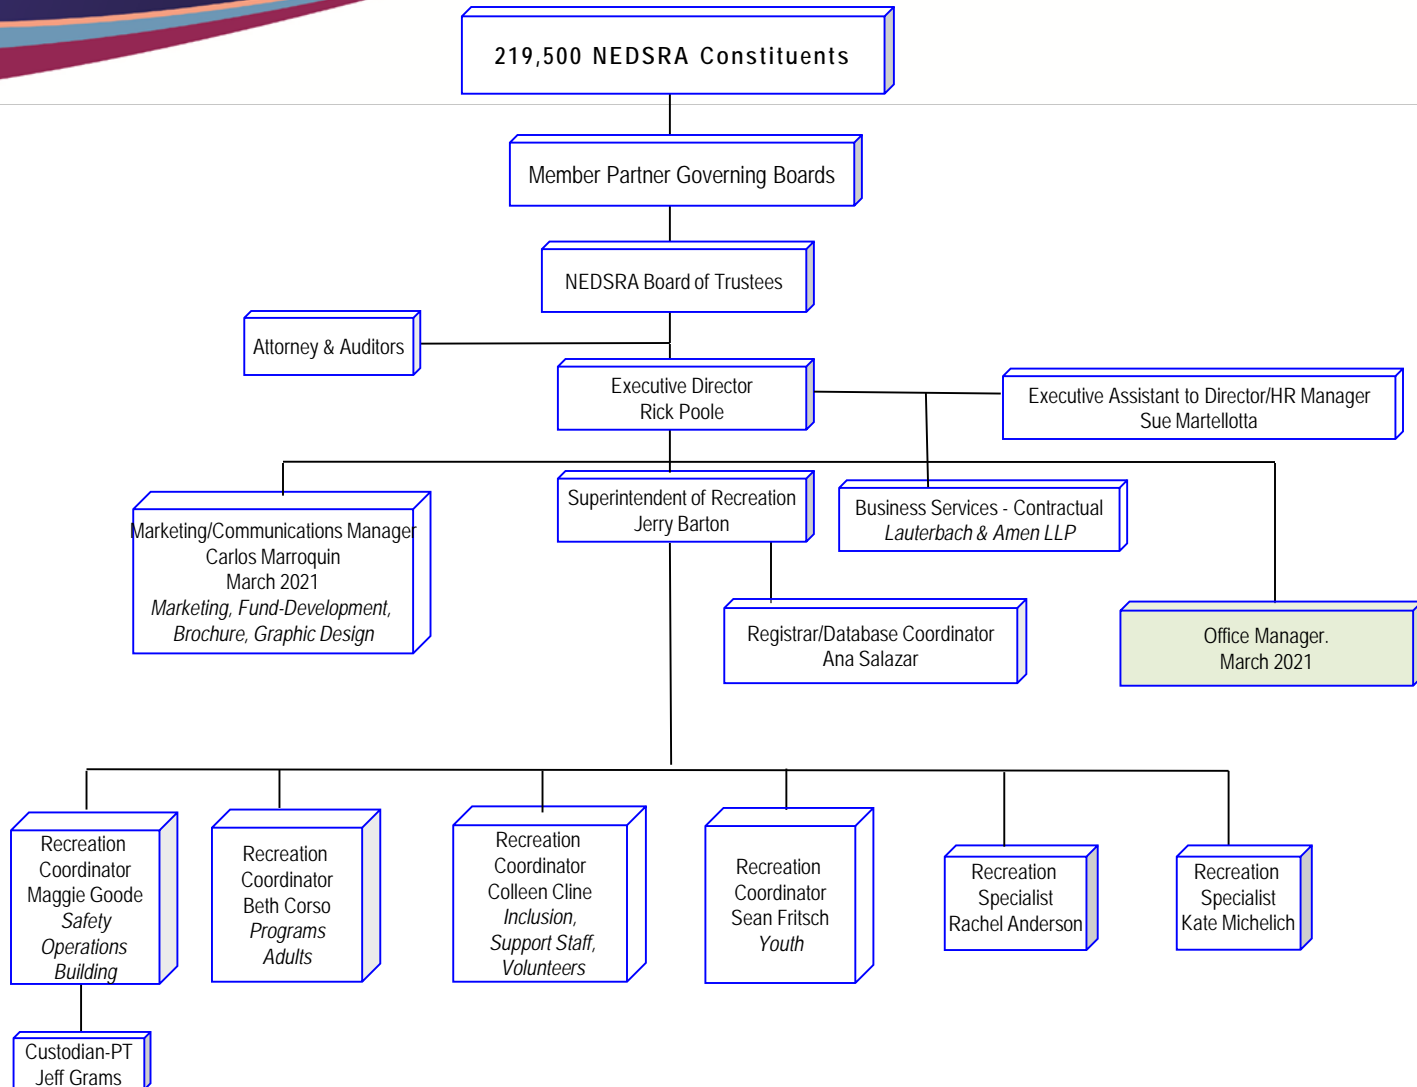 219,500 NEDSRA Constituents
Member Partner Governing Boards
NEDSRA Board of Trustees
Attorney & Auditors
Executive Director
Rick Poole
Executive Assistant to Director/HR Manager
Sue Martellotta
Marketing/Communications Manager
Carlos Marroquin
March 2021
Marketing, Fund-Development,
Brochure, Graphic Design
Superintendent of Recreation
Jerry Barton
Business Services - Contractual
Lauterbach & Amen LLP
Registrar/Database Coordinator
Ana Salazar
Office Manager.
March 2021
Recreation
Coordinator
Maggie Goode
Safety
Operations
Building
Recreation
Coordinator
Beth Corso
Programs
Adults
Recreation
Coordinator
Colleen Cline
Inclusion,
Support Staff,
Volunteers
Recreation
Coordinator
Sean Fritsch
Youth
Recreation
Specialist
Rachel Anderson
Recreation
Specialist
Kate Michelich
Custodian-PT
Jeff Grams